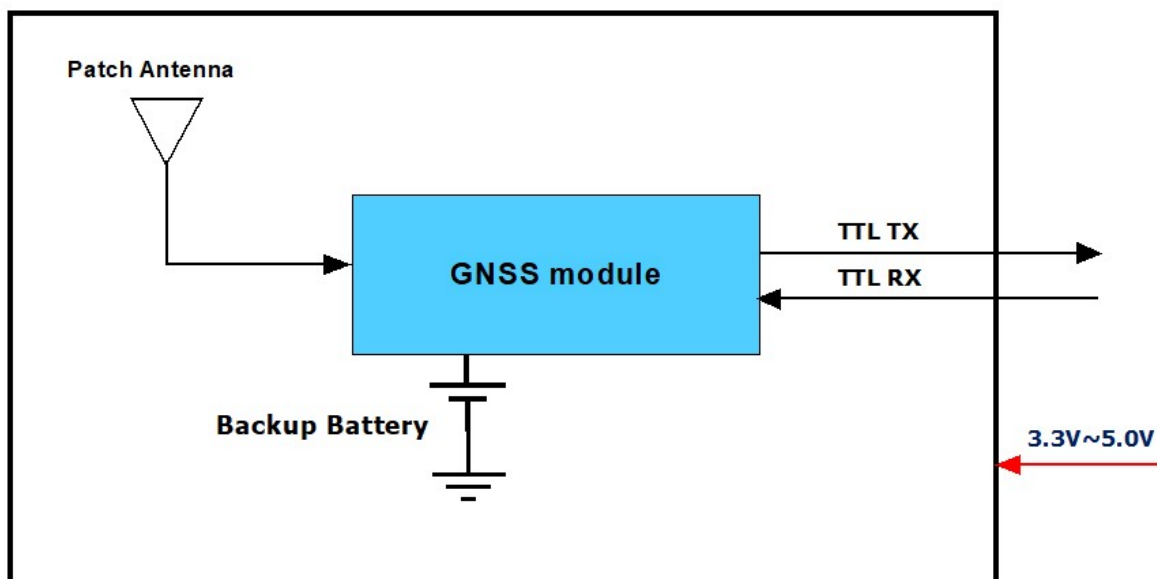 Patch Antenna
TTL TX
GNSS module
TTL RX
Backup Battery
3.3V~5.0V